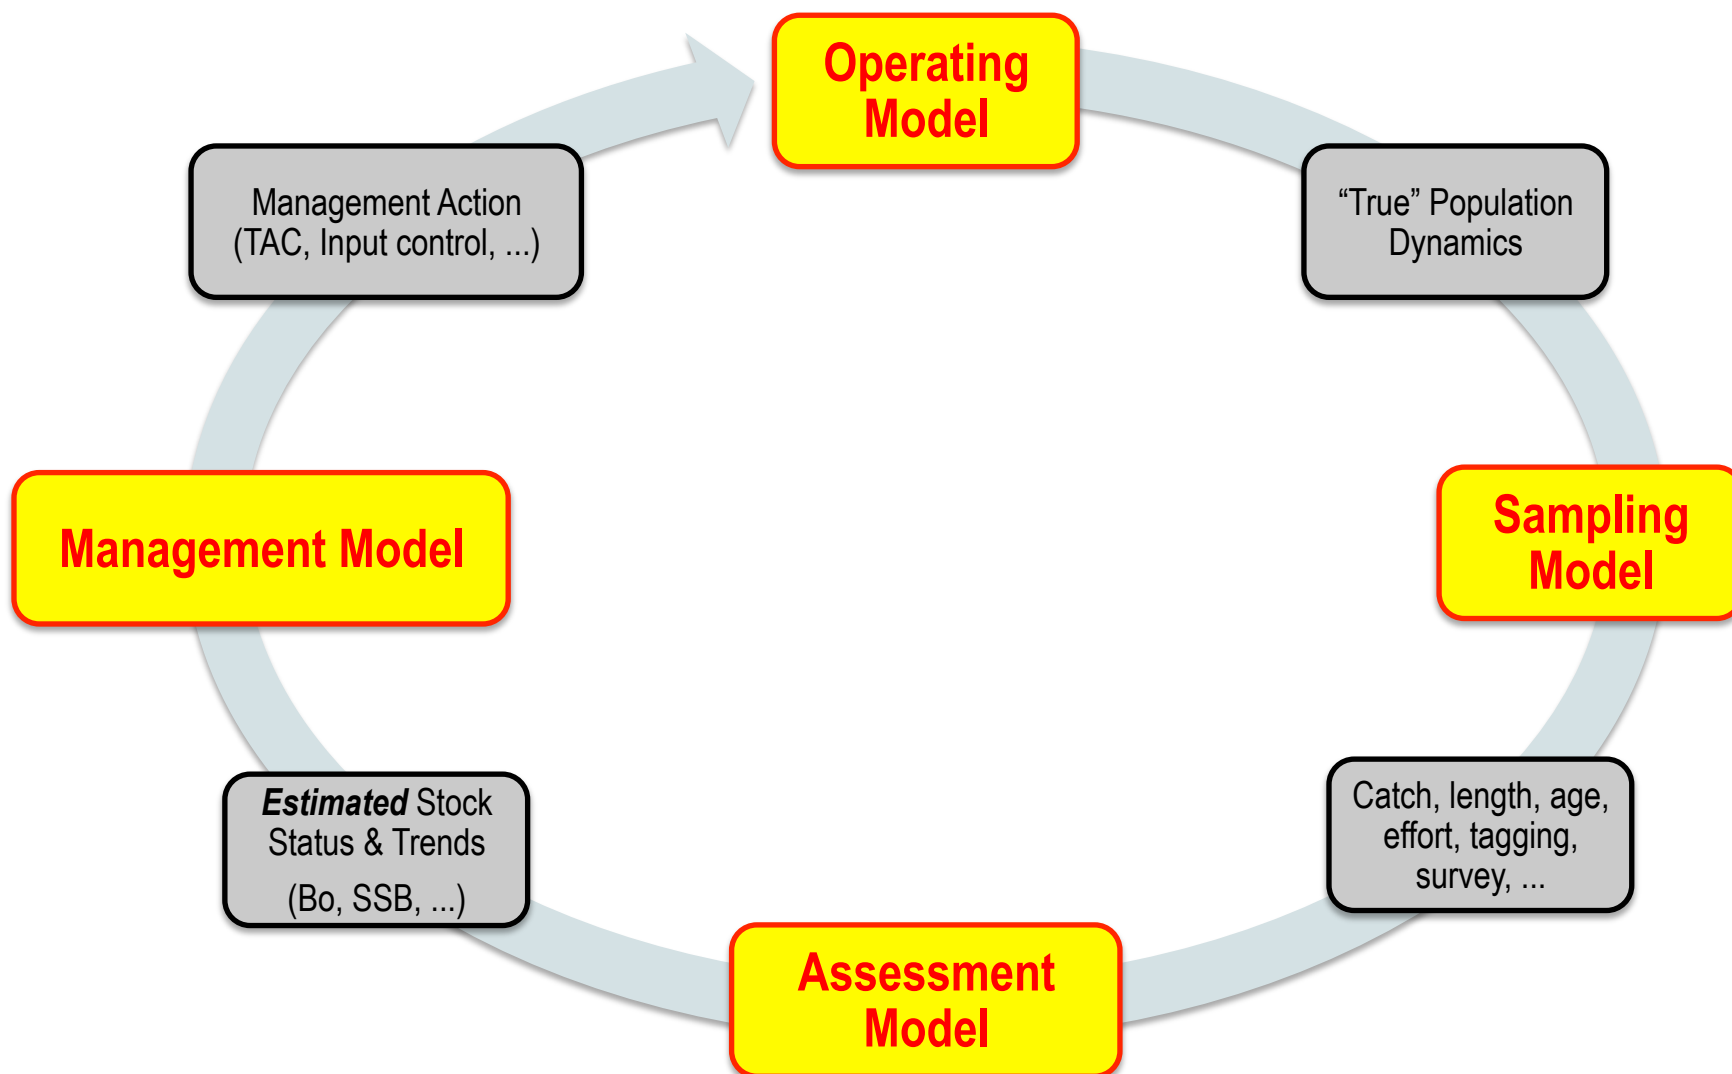 Operating
Model
Management Action
(TAC, Input control, ...)
“True” Population
Dynamics
Management Model
Sampling
Model
Estimated Stock
Status & Trends
(Bo, SSB, ...)
Catch, length, age,
effort, tagging,
survey, ...
Assessment
Model